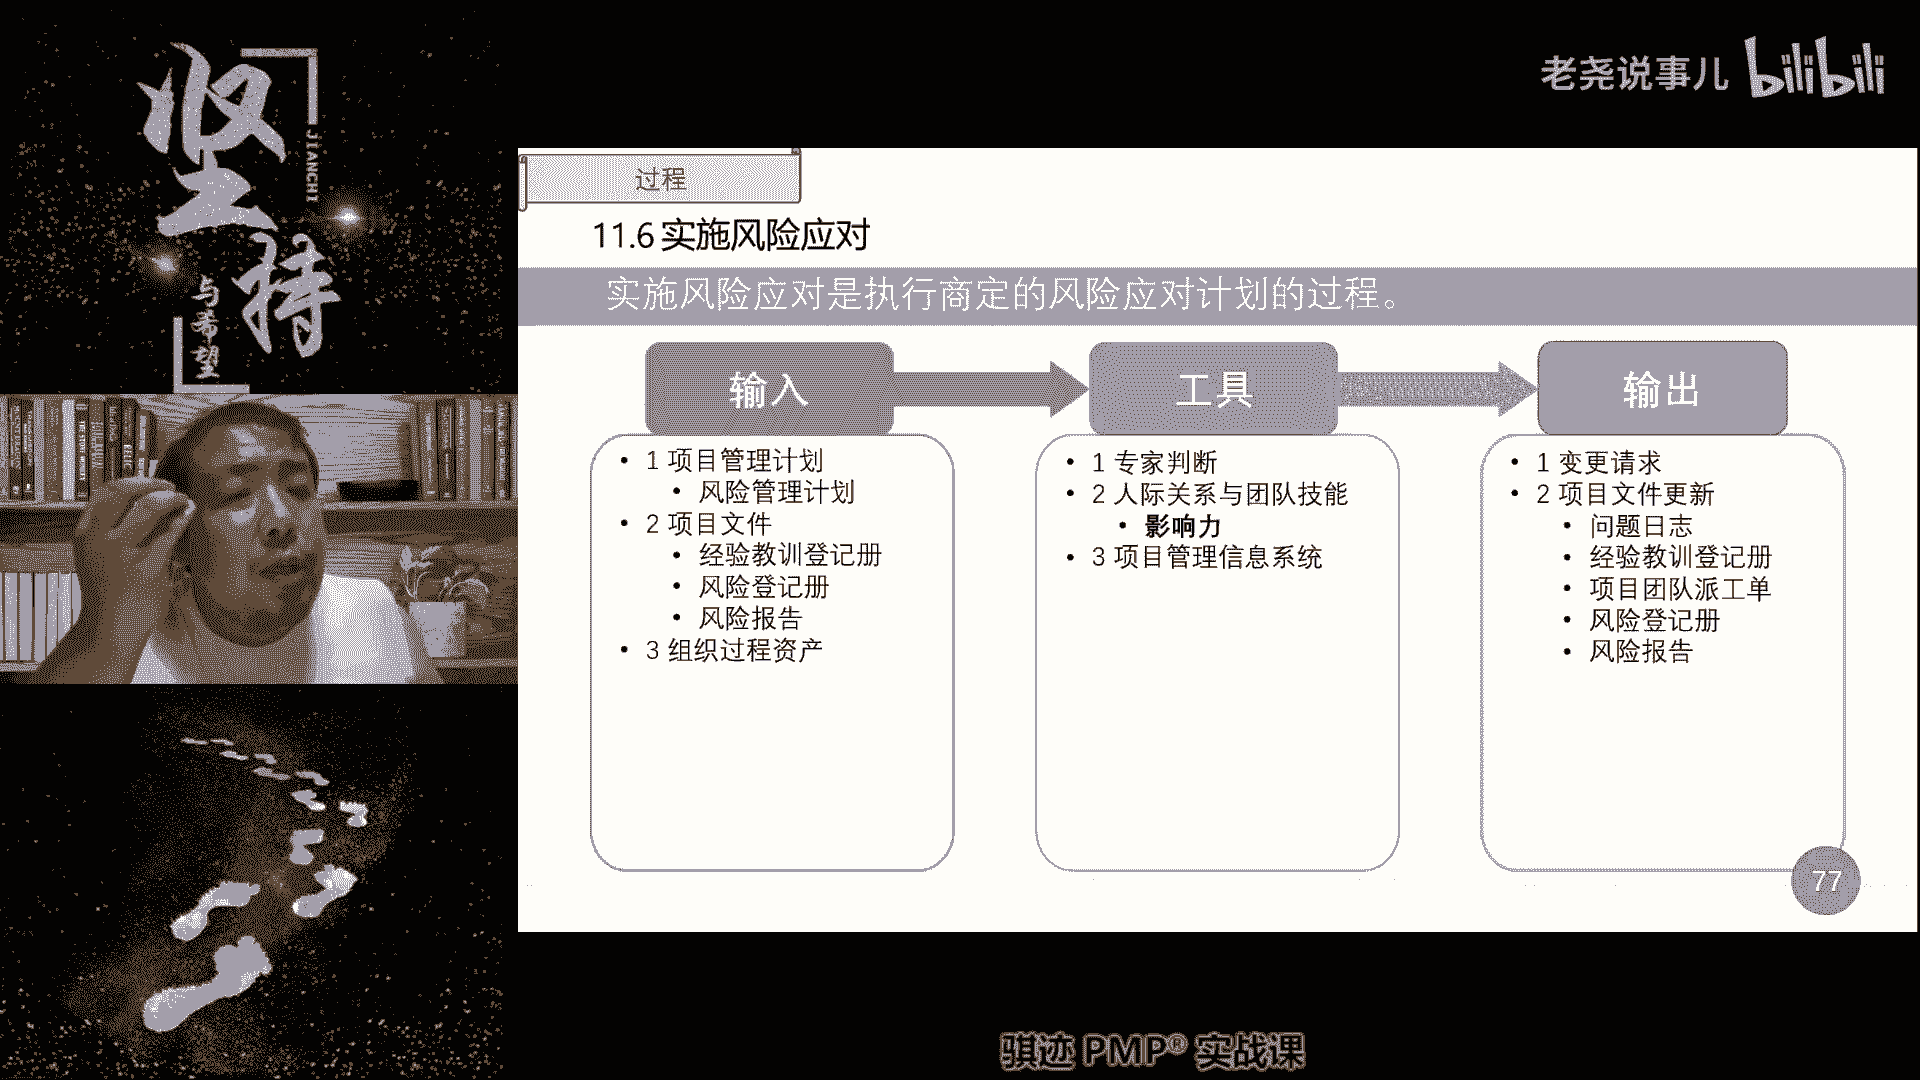 坚持
JIANCHI
与希望
老尧说事儿 bilibili
过程
11.6 实施风险应对
实施风险应对是执行商定的风险应对计划的过程。
输入
• 1 项目管理计划
• 风险管理计划
• 2 项目文件
• 经验教训登记册
• 风险登记册
• 风险报告
• 3 组织过程资产
工具
• 1 专家判断
• 2 人际关系与团队技能
• 影响力
• 3 项目管理信息系统
输出
• 1 变更请求
• 2 项目文件更新
• 问题日志
• 经验教训登记册
• 项目团队派工单
• 风险登记册
• 风险报告
77
骐迹 PMP® 实战课